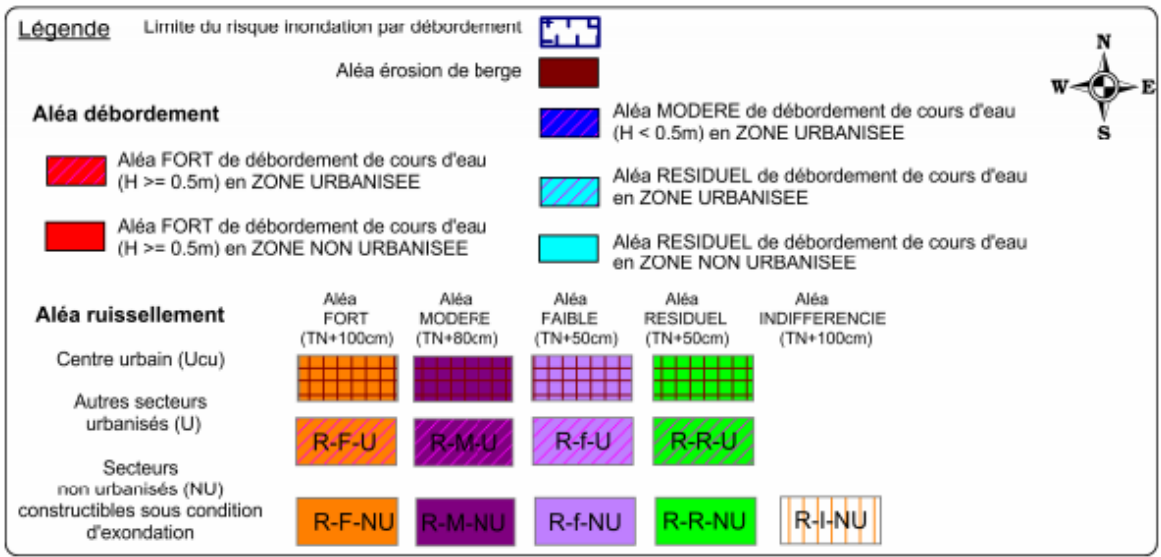 Légende
Limite du risque inondation par débordement
Aléa érosion de berge
N
W E
S
Aléa débordement
Aléa FORT de débordement de cours d'eau
(H >= 0.5m) en ZONE URBANISEE
Aléa FORT de débordement de cours d'eau
(H >= 0.5m) en ZONE NON URBANISEE
Aléa MODERE de débordement de cours d'eau
(H < 0.5m) en ZONE URBANISEE
Aléa RESIDUEL de débordement de cours d'eau
en ZONE URBANISEE
Aléa RESIDUEL de débordement de cours d'eau
en ZONE NON URBANISEE
Aléa ruissellement
Aléa
FORT
(TN+100cm)
Aléa
MODERE
(TN+80cm)
Aléa
FAIBLE
(TN+50cm)
Aléa
RESIDUEL
(TN+50cm)
Aléa
INDIFFERENCIE
(TN+100cm)
Centre urbain (Ucu)
Autres secteurs
urbanisés (U)
R-F-U
R-M-U
R-f-U
R-R-U
Secteurs
non urbanisés (NU)
constructibles sous condition
d'exondation
R-F-NU
R-M-NU
R-f-NU
R-R-NU
R-I-NU